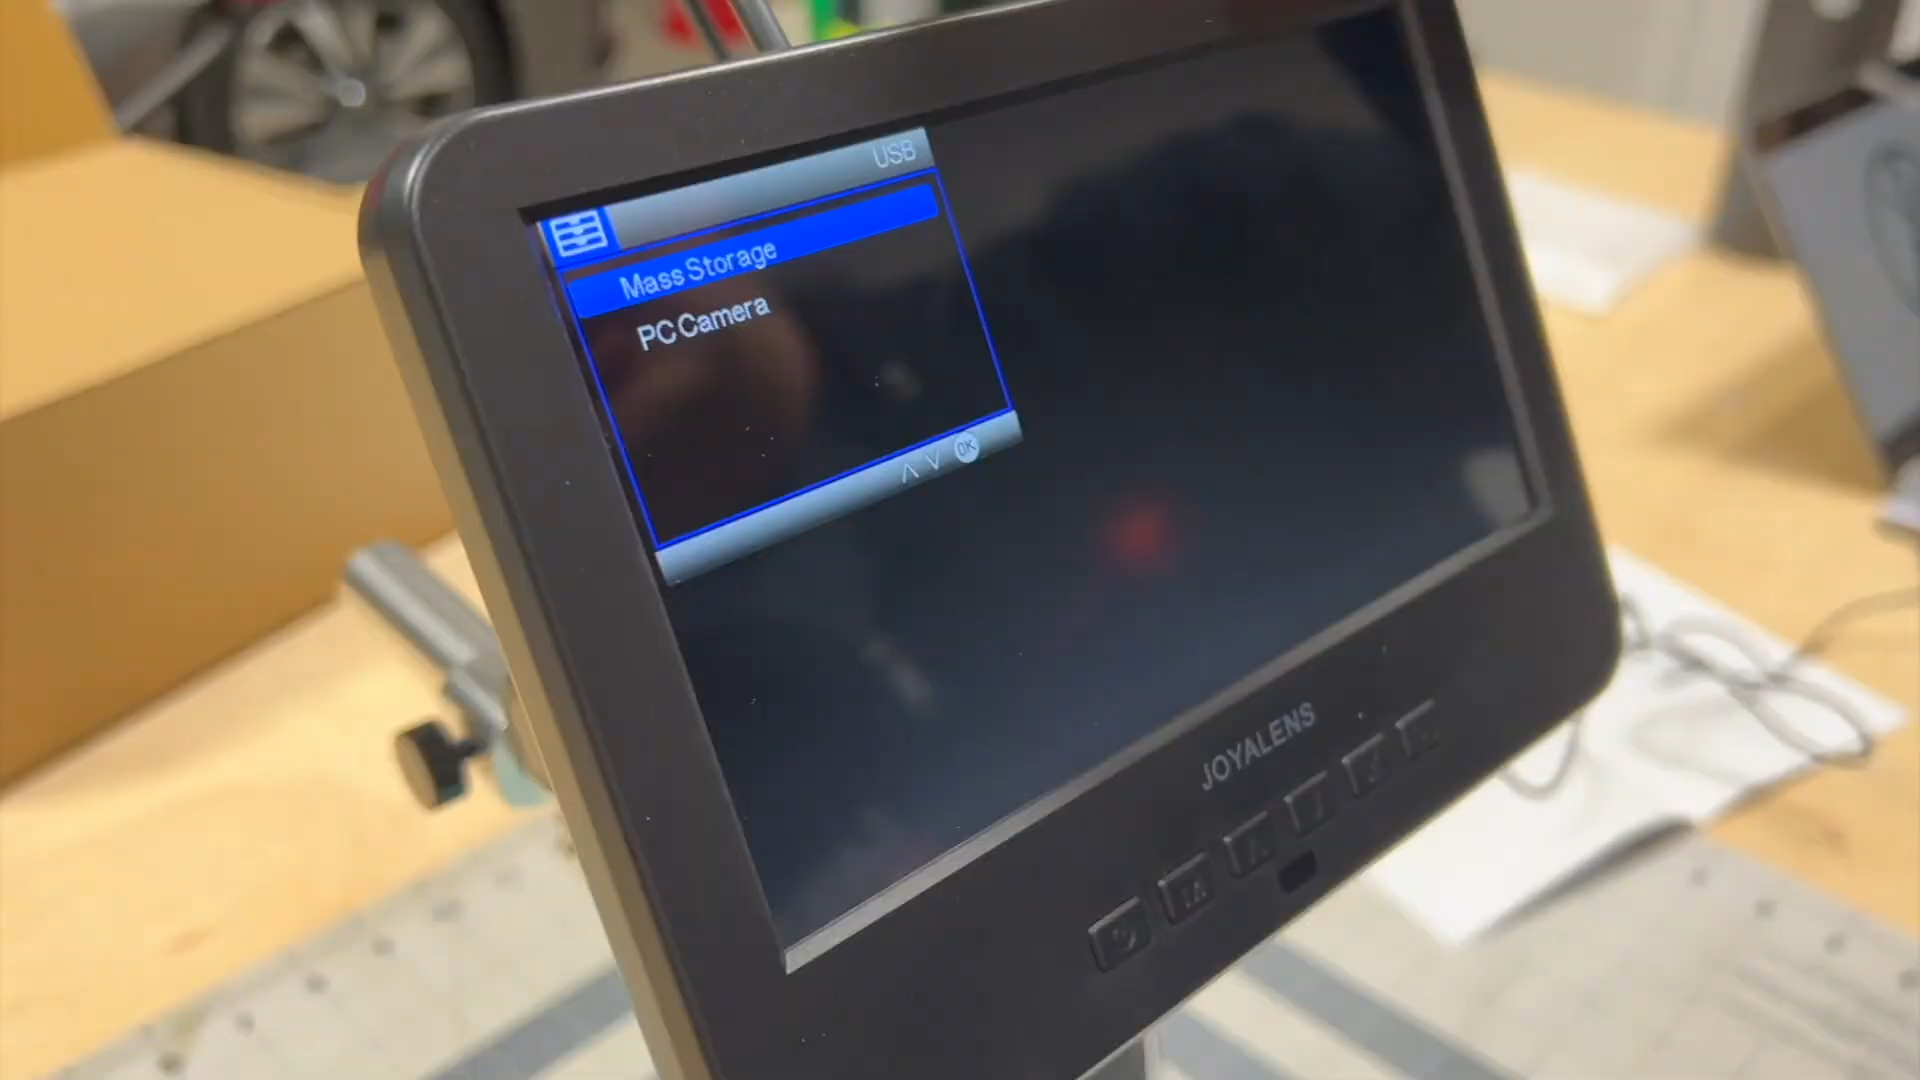 USB
Mass Storage
PC Camera
OK
JOYALENS